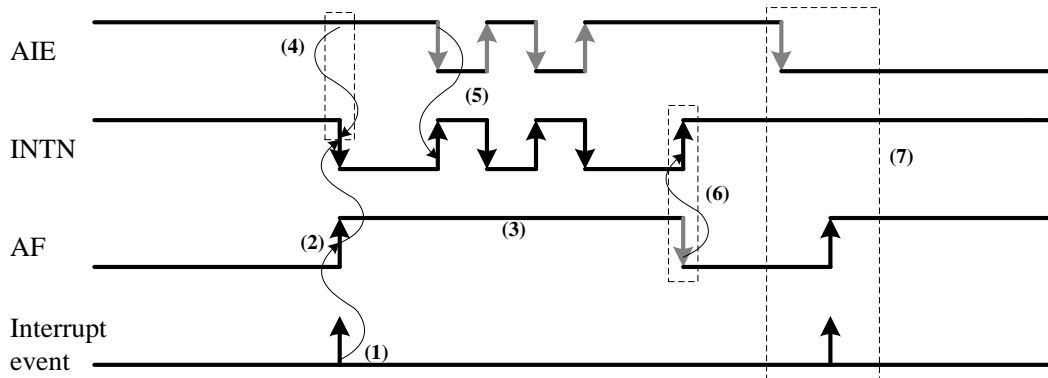 AIE
(4)
(5)
INTN
(7)
(6)
AF
(2)
(3)
Interrupt
event
(1)